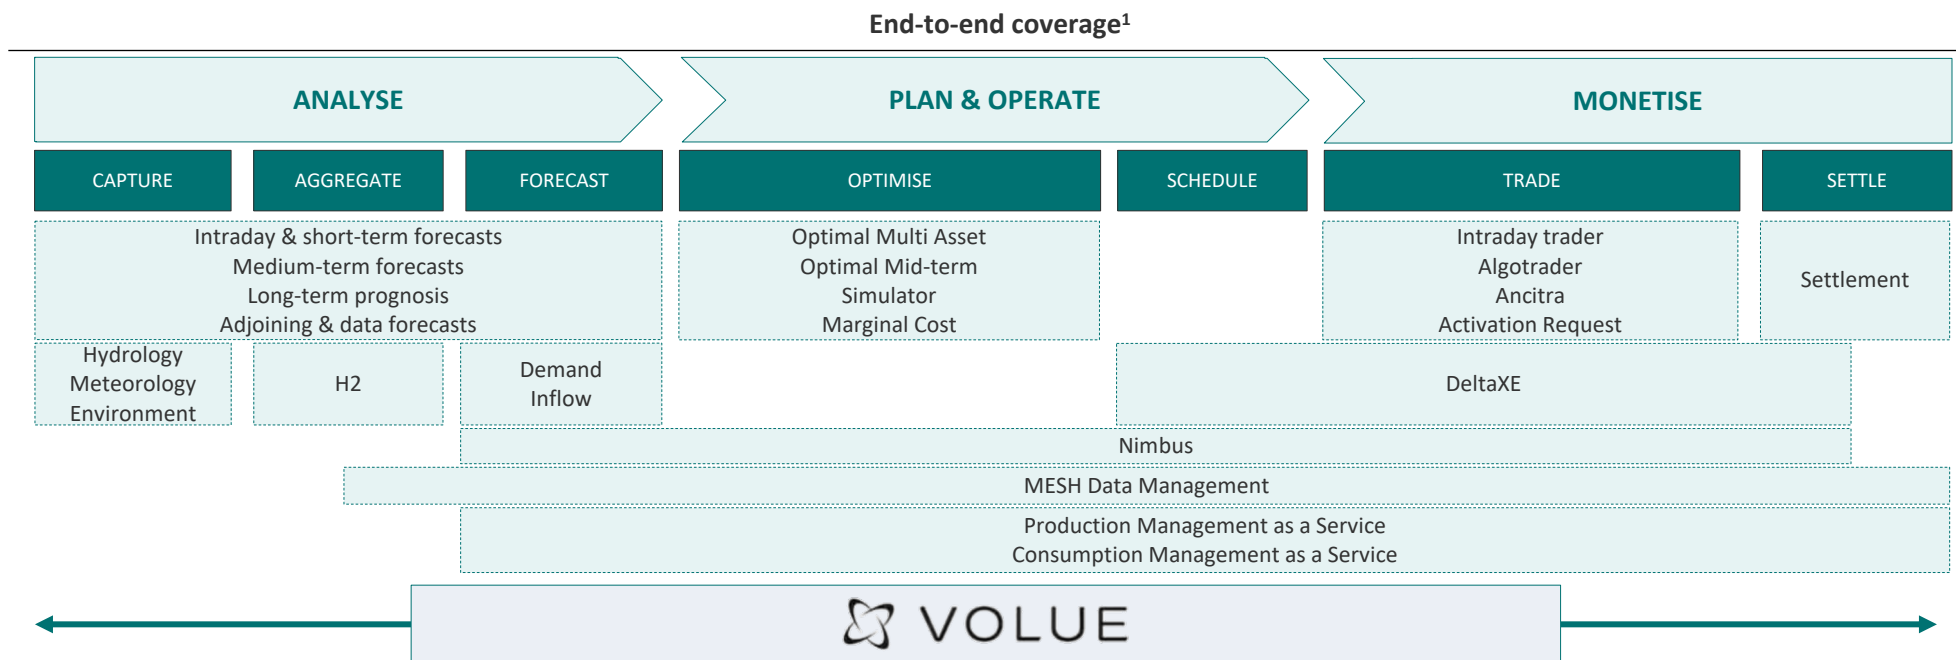 End-to-end coverage¹
ANALYSE
PLAN & OPERATE
MONETISE
CAPTURE
AGGREGATE
FORECAST
OPTIMISE
SCHEDULE
TRADE
SETTLE
Intraday & short-term forecasts
Medium-term forecasts
Long-term prognosis
Adjoining & data forecasts
Optimal Multi Asset
Optimal Mid-term
Simulator
Marginal Cost
Intraday trader
Algotrader
Ancitra
Activation Request
Settlement
Hydrology
Meteorology
Environment
H2
Demand
Inflow
DeltaXE
Nimbus
MESH Data Management
Production Management as a Service
Consumption Management as a Service
VOLUE